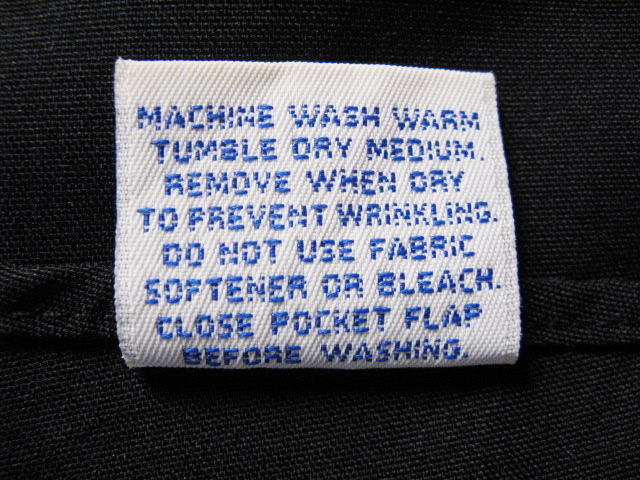 MACHINE WASH WARM
TUMBLE DRY MEDIUM.
REMOVE WHEN DRY
TO PREVENT WRINKLING.
DO NOT USE FABRIC
SOFTENER OR BLEACH.
CLOSE POCKET FLAP
BEFORE WASHING.